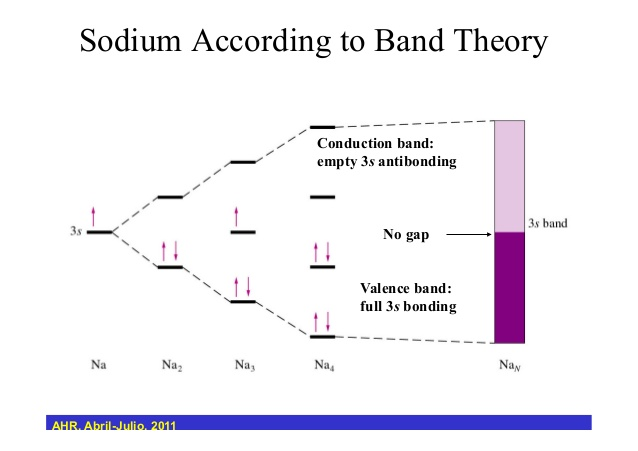 Sodium According to Band Theory
Conduction band:
empty 3s antibonding
3s
3s band
No gap
Valence band:
full 3s bonding
Na
Na₂
Na₃
Na₄
Na_N
AHR. Abril-Julio. 2011